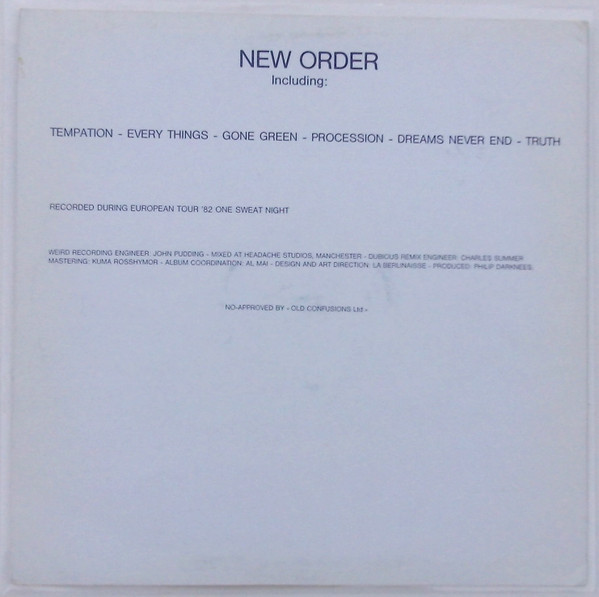 NEW ORDER
Including:
TEMPATION - EVERY THINGS - GONE GREEN - PROCESSION - DREAMS NEVER END - TRUTH
RECORDED DURING EUROPEAN TOUR '82 ONE SWEAT NIGHT
WEIRD RECORDING ENGINEER: JOHN PUDDING - MIXED AT HEADACHE STUDIOS, MANCHESTER - DUBIOUS REMIX ENGINEER: CHARLES SUMMER
MASTERING: KUMA ROSSHYMOR - ALBUM COORDINATION: AL MAI - DESIGN AND ART DIRECTION: LA BERLINAISSE - PRODUCED: PHILIP DARKNEES.
NO-APPROVED BY - OLD CONFUSIONS Ltd -